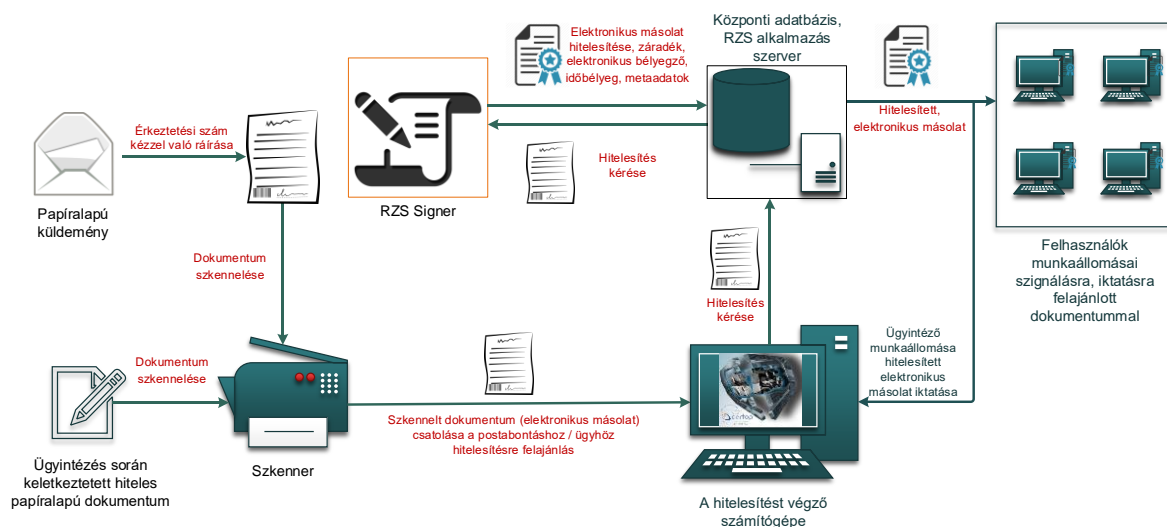 Elektronikus másolat
hitelesítése, záradék,
elektronikus bélyegző,
időbélyeg, metaadatok
Központi adatbázis,
RZS alkalmazás
szerver
Érkeztetési szám
kézzel való ráírása
Hitelesített,
elektronikus másolat
Hitelesítés
kérése
RZS Signer
Papíralapú
küldemény
Dokumentum
szkennelése
Felhasználók
munkaállomásai
szignálásra, iktatásra
felajánlott
dokumentummal
Hitelesítés
kérése
Ügyintéző
munkaállomása
hitelesített
elektronikus
másolat iktatása
Dokumentum
szkennelése
certop
Szkennelt dokumentum (elektronikus másolat)
csatolása a postabontáshoz / ügyhöz
hitelesítésre felajánlás
Ügyintézés során
keletkeztetett hiteles
papíralapú dokumentum
Szkenner
A hitelesítést végző
számítógépe